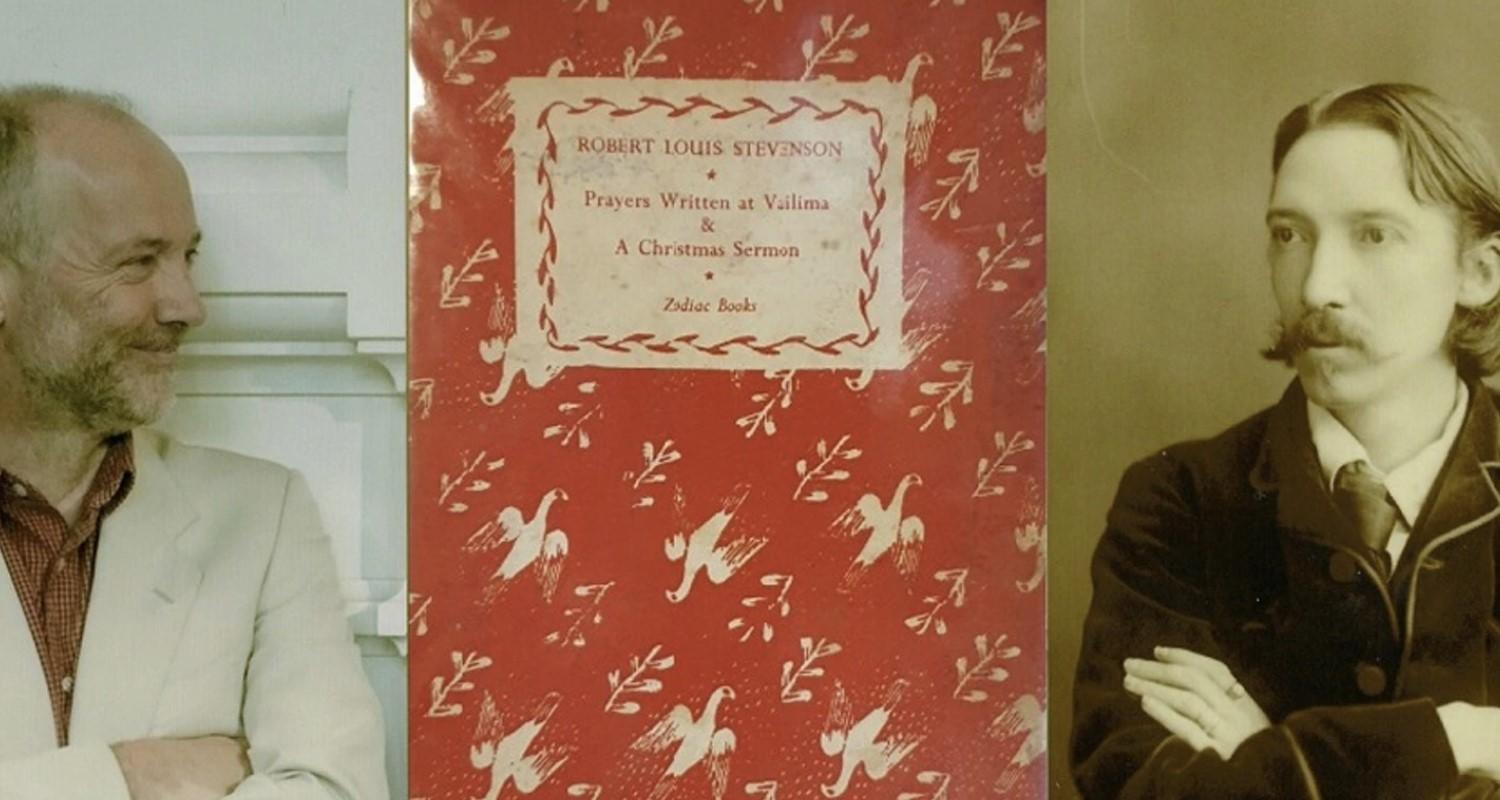 ROBERT LOUIS STEVENSON
Prayers Written at Vailima
&
A Christmas Sermon
Zodiac Books